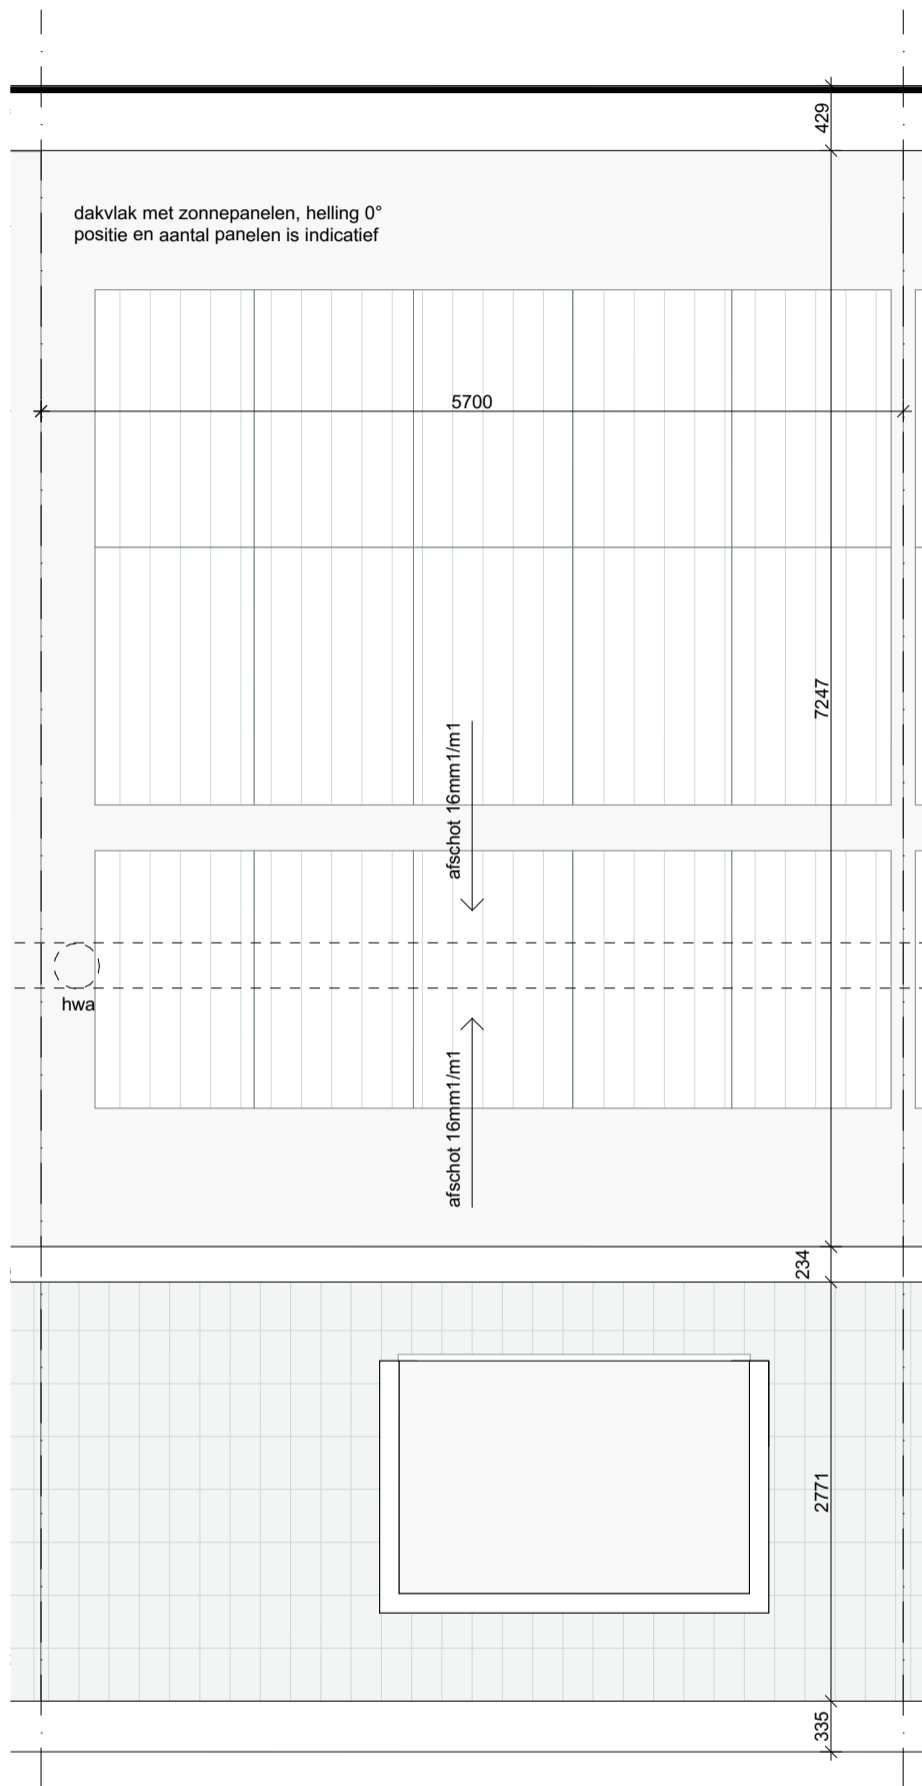 429
dakvlak met zonnepanelen, helling 0°
positie en aantal panelen is indicatief
5700
7247
afschot 16mm1/m1
hwa
afschot 16mm1/m1
234
2771
335